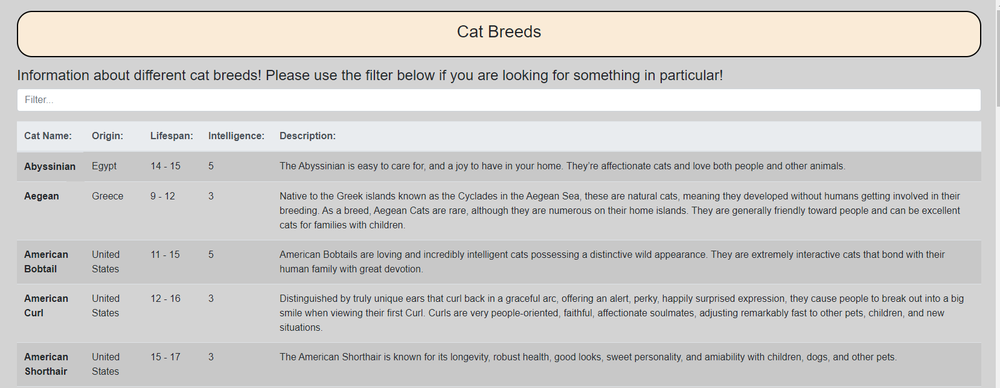 Cat Breeds
Information about different cat breeds! Please use the filter below if you are looking for something in particular!
Filter...
Cat Name: Origin: Lifespan: Intelligence: Description:
Abyssinian Egypt 14 - 15 5 The Abyssinian is easy to care for, and a joy to have in your home. They’re affectionate cats and love both people and other animals.
Aegean Greece 9 - 12 3 Native to the Greek islands known as the Cyclades in the Aegean Sea, these are natural cats, meaning they developed without humans getting involved in their
breeding. As a breed, Aegean Cats are rare, although they are numerous on their home islands. They are generally friendly toward people and can be excellent
cats for families with children.
American United 11 - 15 5 American Bobtails are loving and incredibly intelligent cats possessing a distinctive wild appearance. They are extremely interactive cats that bond with their
Bobtail States human family with great devotion.
American United 12 - 16 3 Distinguished by truly unique ears that curl back in a graceful arc, offering an alert, perky, happily surprised expression, they cause people to break out into a big
Curl States smile when viewing their first Curl. Curls are very people-oriented, faithful, affectionate soulmates, adjusting remarkably fast to other pets, children, and new
situations.
American United 15 - 17 3 The American Shorthair is known for its longevity, robust health, good looks, sweet personality, and amiability with children, dogs, and other pets.
Shorthair States